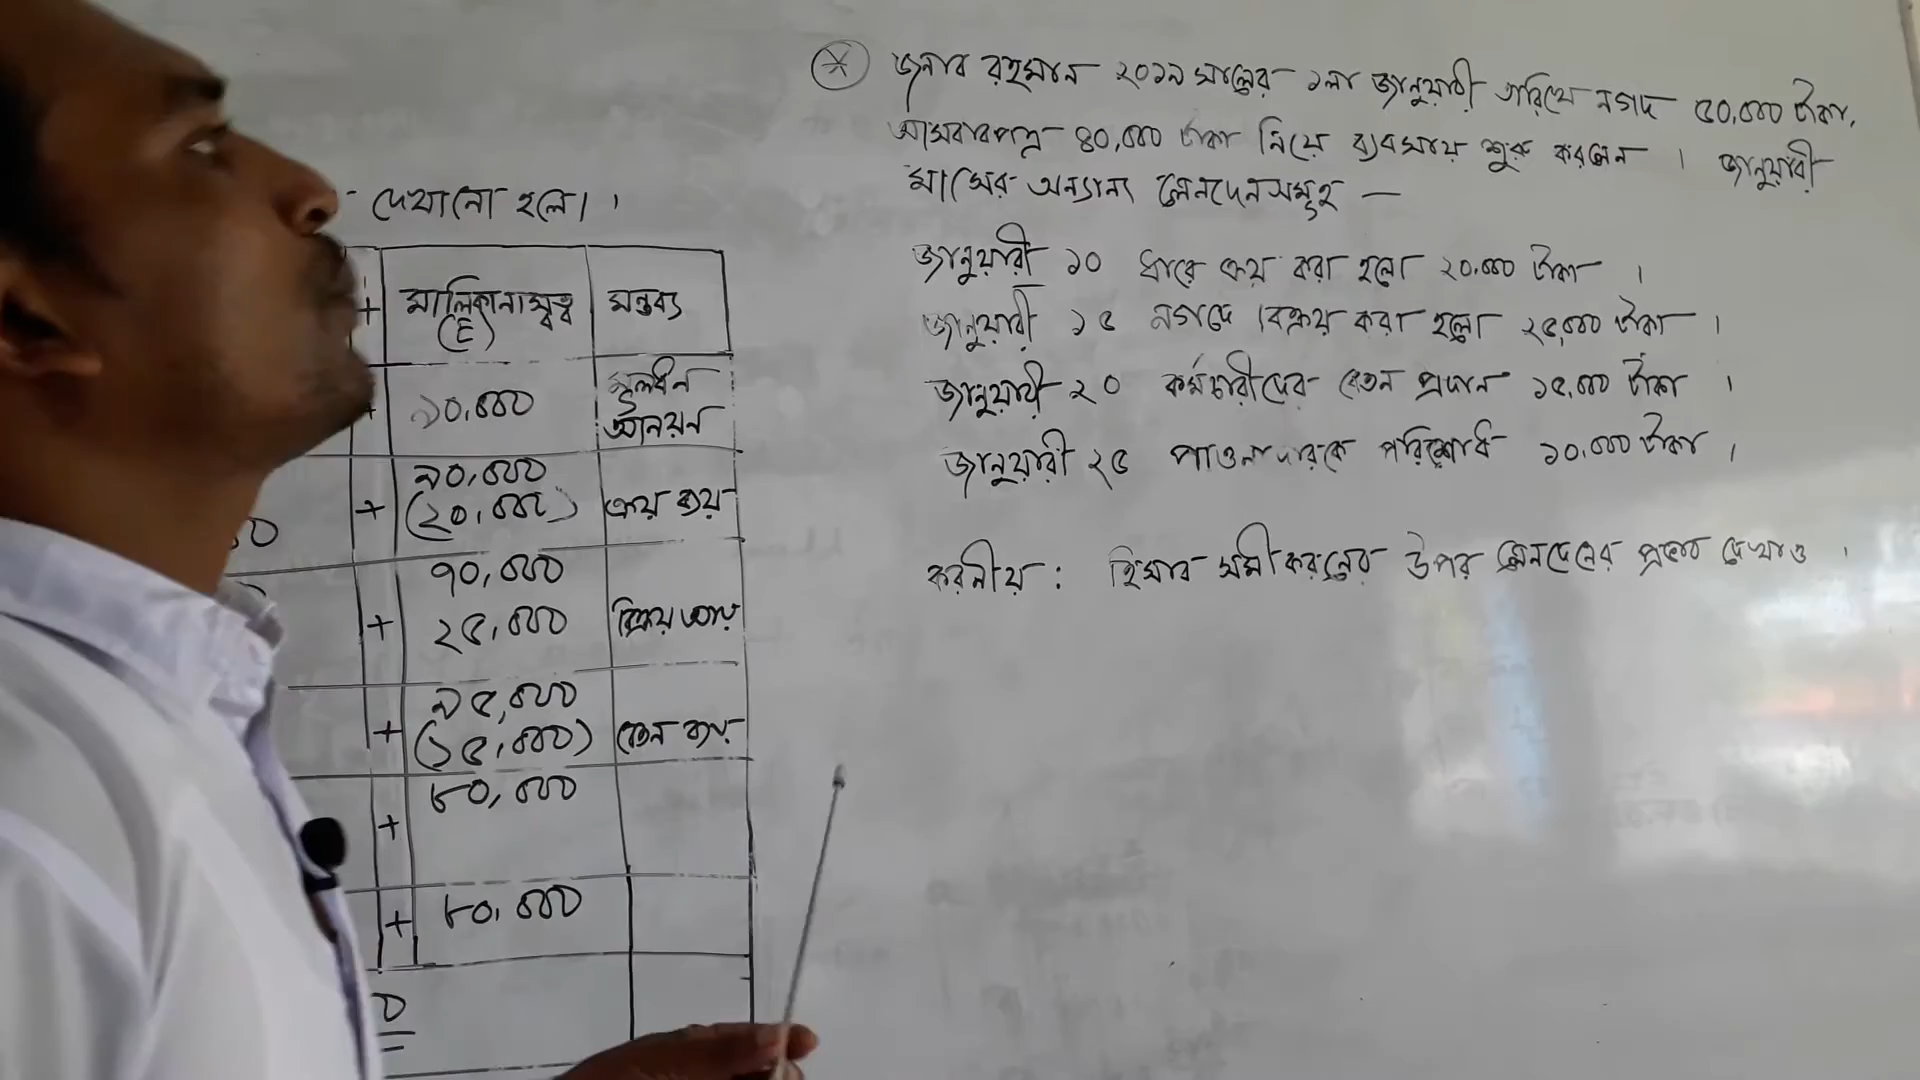 দেখানো হলো।
+ মালিকানাস্বত্ব (E) মন্তব্য
+ ৯০,০০০ মূলধন আনয়ন
৯০,০০০
+ (২০,০০০) ক্রয় ব্যয়
৭০,০০০
+ ২৫,০০০ বিক্রয় আয়
৯৫,০০০
+ (১৫,০০০) বেতন ব্যয়
৮০,০০০
+
+ ৮০,০০০
০
* জনাব রহমান ২০১৯ সালের ১লা জানুয়ারী তারিখে নগদ ৫০,০০০ টাকা,
আসবাবপত্র ৪০,০০০ টাকা নিয়ে ব্যবসায় শুরু করলেন । জানুয়ারী
মাসের অন্যান্য লেনদেনসমূহ —
জানুয়ারী ১০ ধারে ক্রয় করা হলো ২০,০০০ টাকা ।
জানুয়ারী ১৫ নগদে বিক্রয় করা হলো ২৫,০০০ টাকা ।
জানুয়ারী ২০ কর্মচারীদের বেতন প্রদান ১৫,০০০ টাকা ।
জানুয়ারী ২৫ পাওনাদারকে পরিশোধ ১০,০০০ টাকা ।
করনীয় : হিসাব সমীকরনের উপর লেনদেনের প্রভাব দেখাও ।